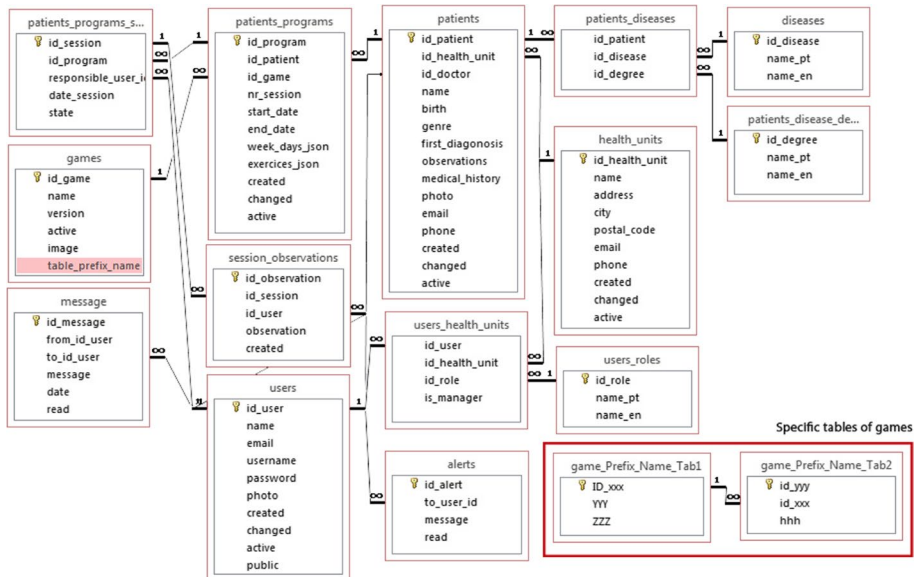 patients_programs_s...
id_session
id_program
responsible_user_i
date_session
state
patients_programs
id_program
id_patient
id_game
nr_session
start_date
end_date
week_days_json
exercices_json
created
changed
active
patients
id_patient
id_health_unit
id_doctor
name
birth
genre
first_diagonosis
observations
medical_history
photo
email
phone
created
changed
active
patients_diseases
id_patient
id_disease
id_degree
diseases
id_disease
name_pt
name_en
patients_disease_de...
id_degree
name_pt
name_en
games
id_game
name
version
active
image
table_prefix_name
health_units
id_health_unit
name
address
city
postal_code
email
phone
created
changed
active
session_observations
id_observation
id_session
id_user
observation
created
message
id_message
from_id_user
to_id_user
message
date
read
users_health_units
id_user
id_health_unit
id_role
is_manager
users_roles
id_role
name_pt
name_en
users
id_user
name
email
username
password
photo
created
changed
active
public
alerts
id_alert
to_user_id
message
read
Specific tables of games
game_Prefix_Name_Tab1
ID_xxx
YYY
ZZZ
game_Prefix_Name_Tab2
id_yyy
id_xxx
hhh